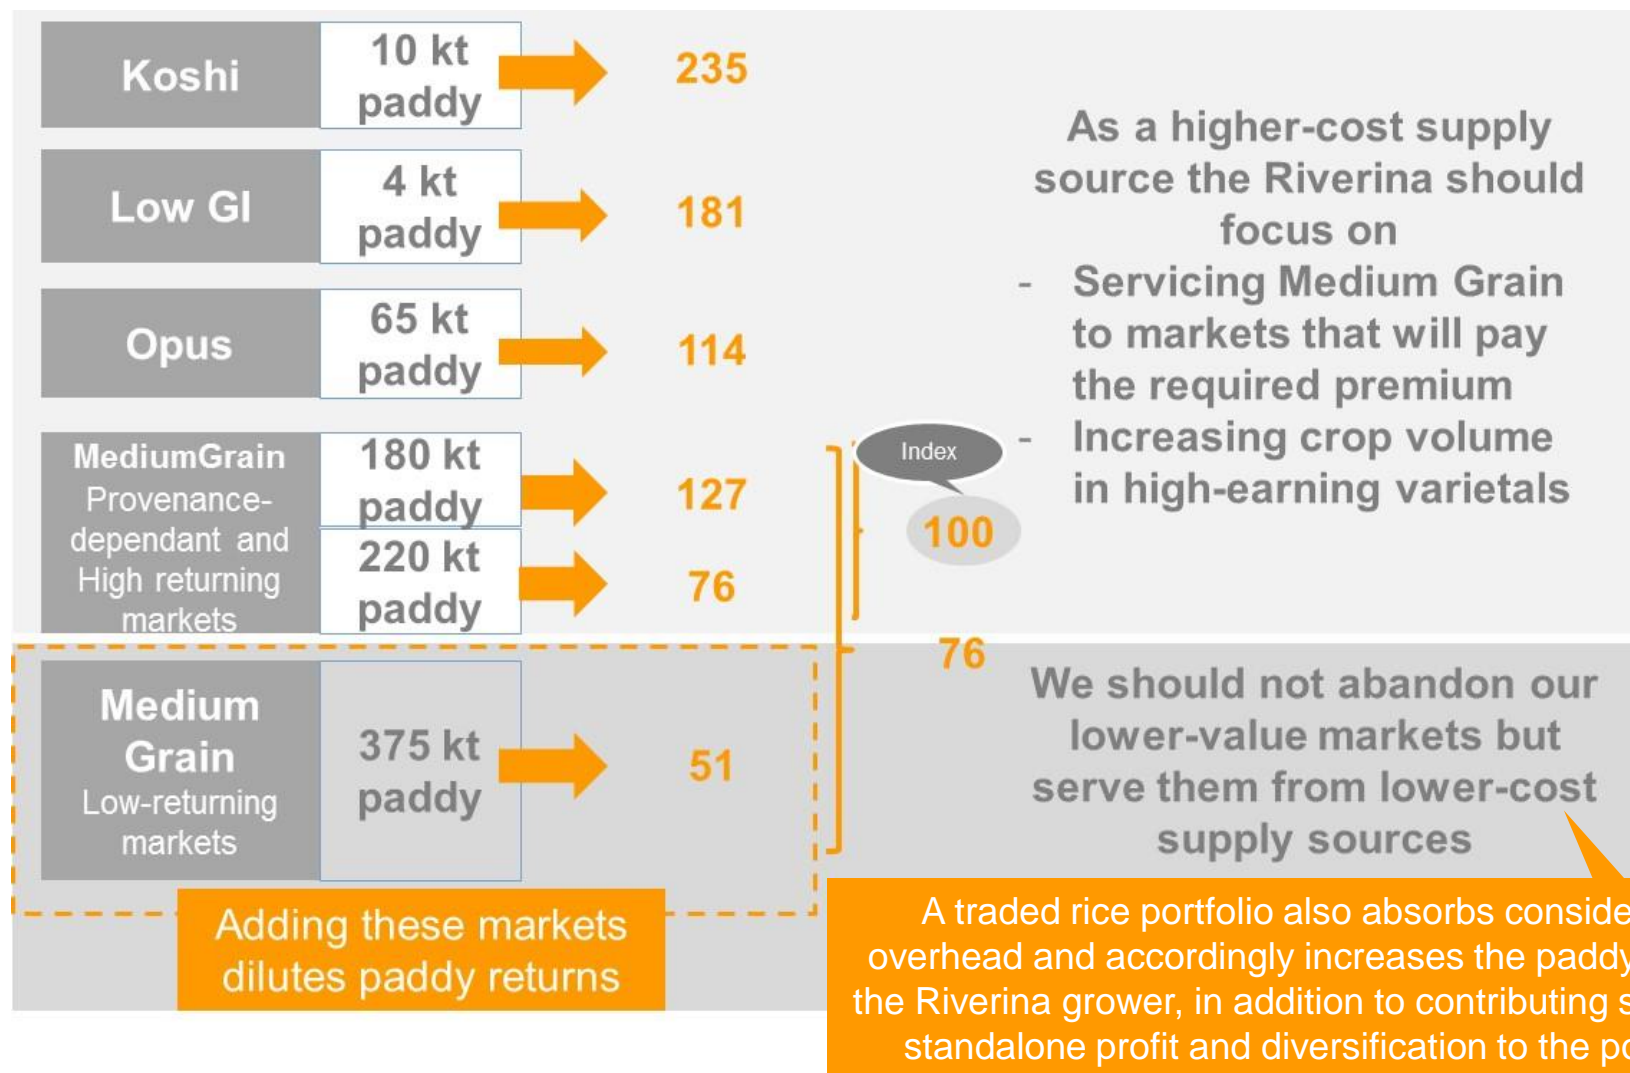 Koshi
10 kt
paddy
235
Low GI
4 kt
paddy
181
Opus
65 kt
paddy
114
MediumGrain
Provenance-
dependant and
High returning
markets
180 kt
paddy
127
220 kt
paddy
76
Index
100
76
As a higher-cost supply
source the Riverina should
focus on
- Servicing Medium Grain
to markets that will pay
the required premium
- Increasing crop volume
in high-earning varietals
Medium
Grain
Low-returning
markets
375 kt
paddy
51
We should not abandon our
lower-value markets but
serve them from lower-cost
supply sources
Adding these markets
dilutes paddy returns
A traded rice portfolio also absorbs
overhead and accordingly increases the paddy
the Riverina grower, in addition to contributing
standalone profit and diversification to the